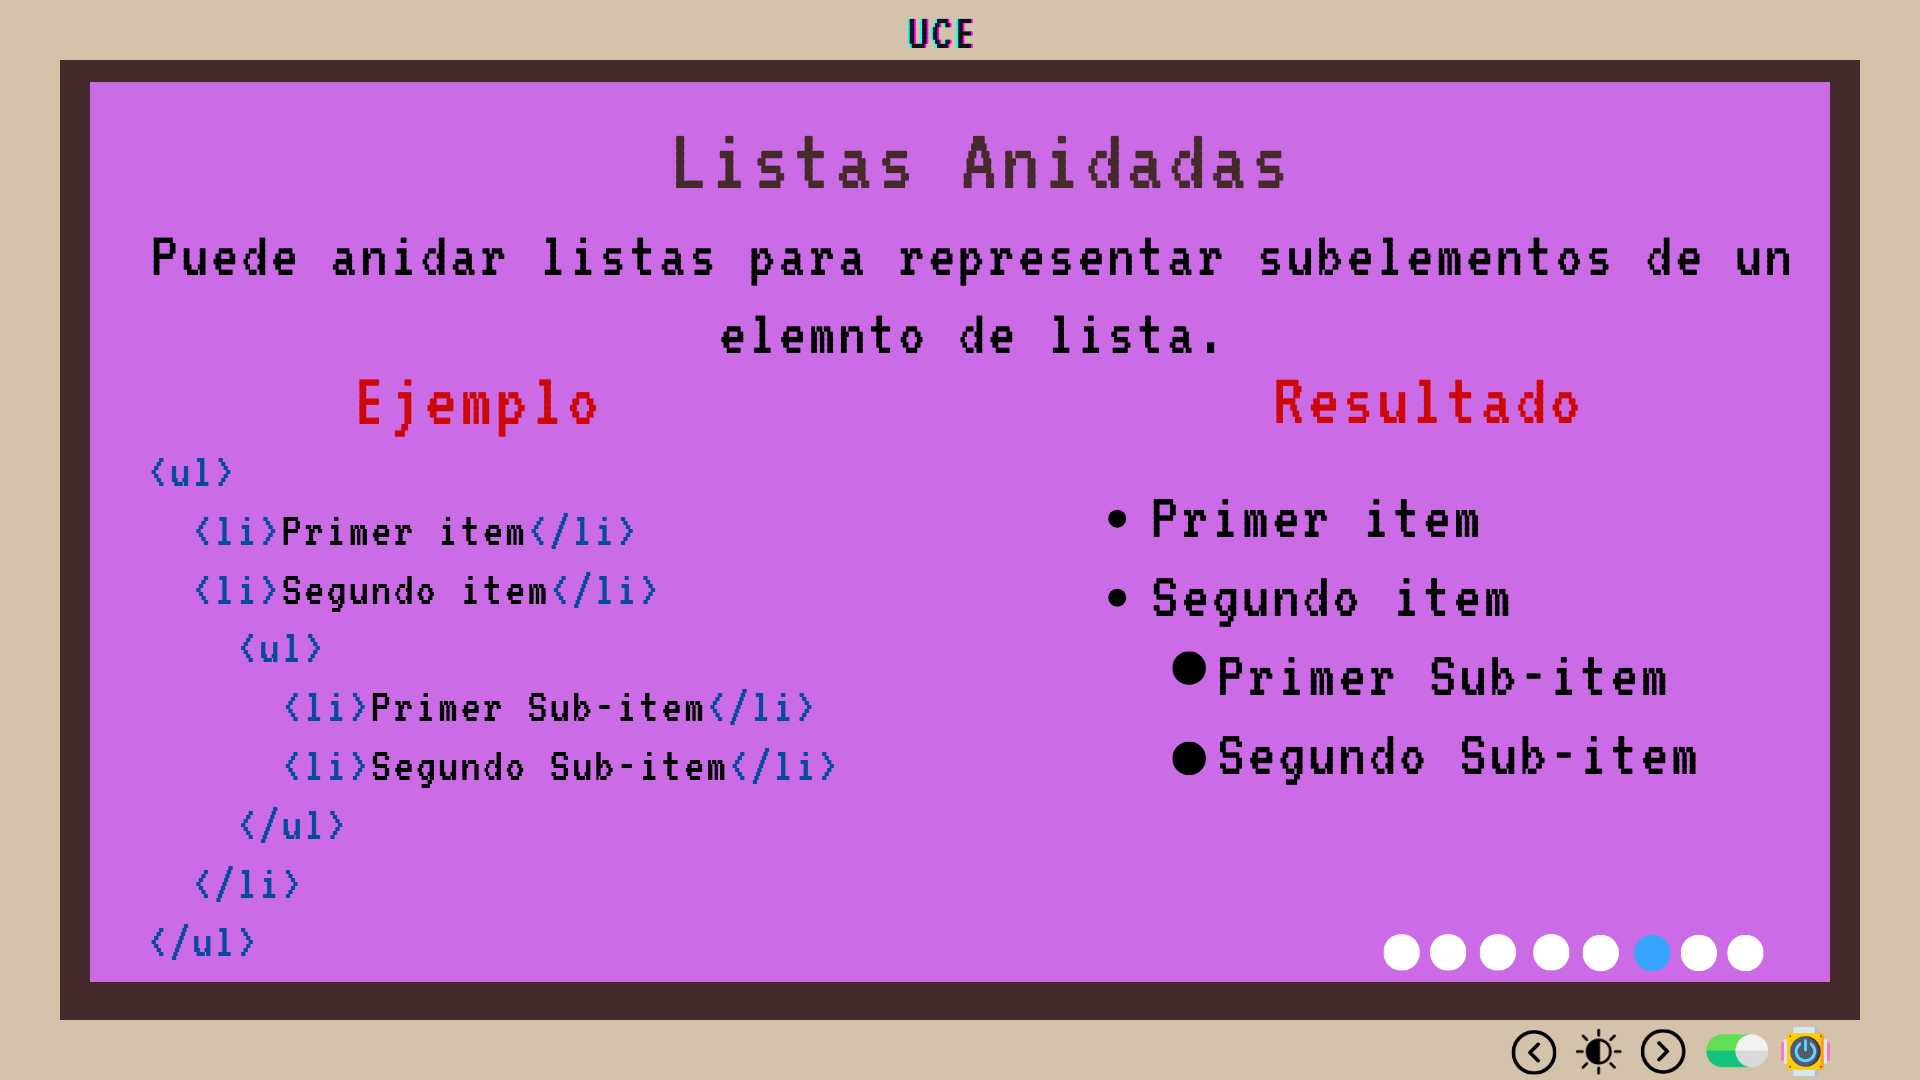 UCE
Listas Anidadas
Puede anidar listas para representar subelementos de un
elemnto de lista.
Ejemplo
Resultado
<ul>
<li>Primer item</li>
<li>Segundo item</li>
<ul>
<li>Primer Sub-item</li>
<li>Segundo Sub-item</li>
</ul>
</li>
</ul>
• Primer item
• Segundo item
● Primer Sub-item
● Segundo Sub-item